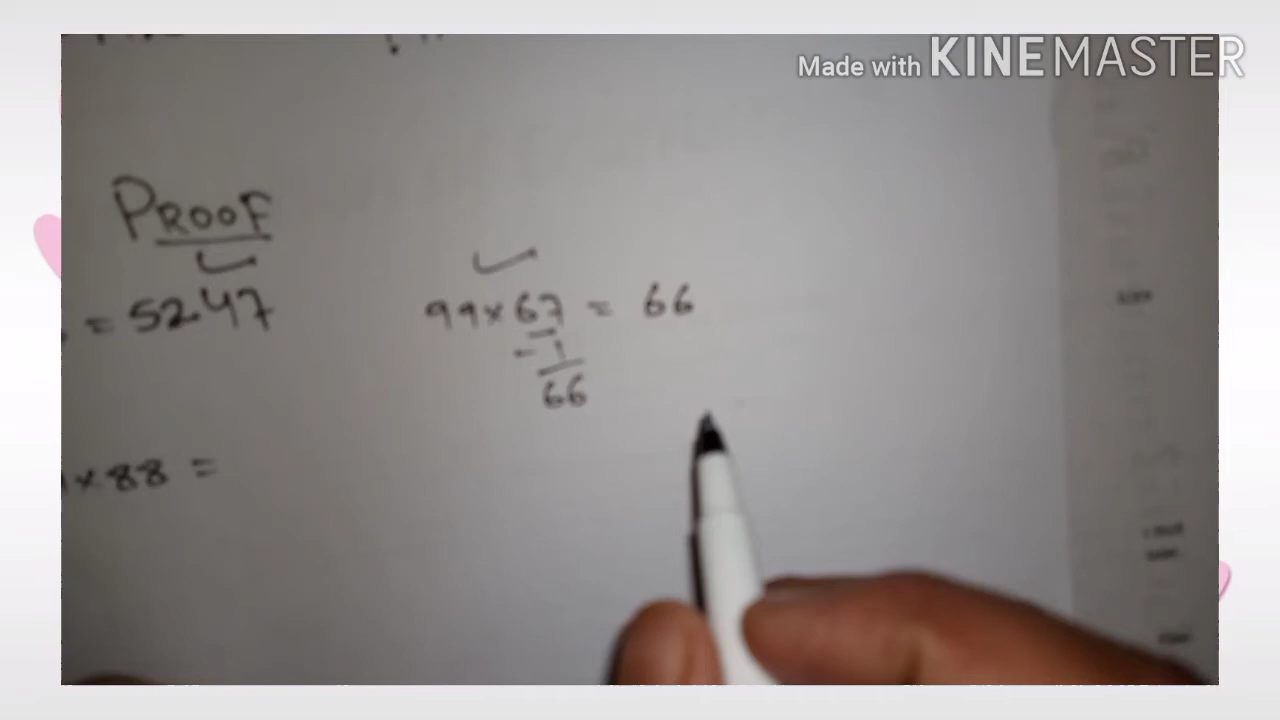 Made with KINEMASTER
PROOF
= 5247
99×67 = 66
- 1
66
×88 =